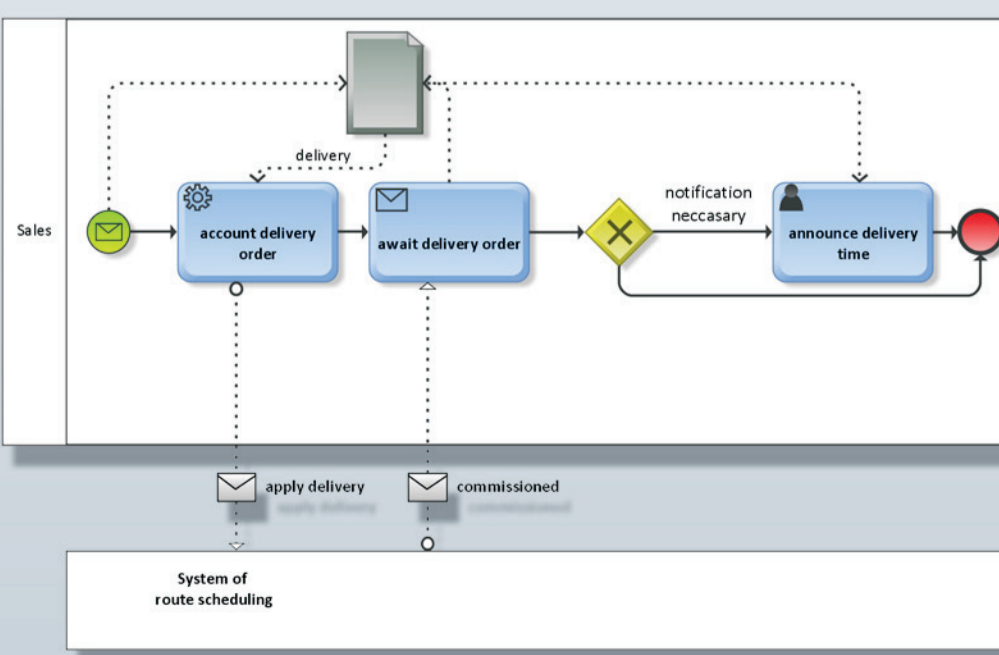 delivery
notification
neccasary
Sales
account delivery
order
await delivery order
announce delivery
time
apply delivery
commissioned
System of
route scheduling